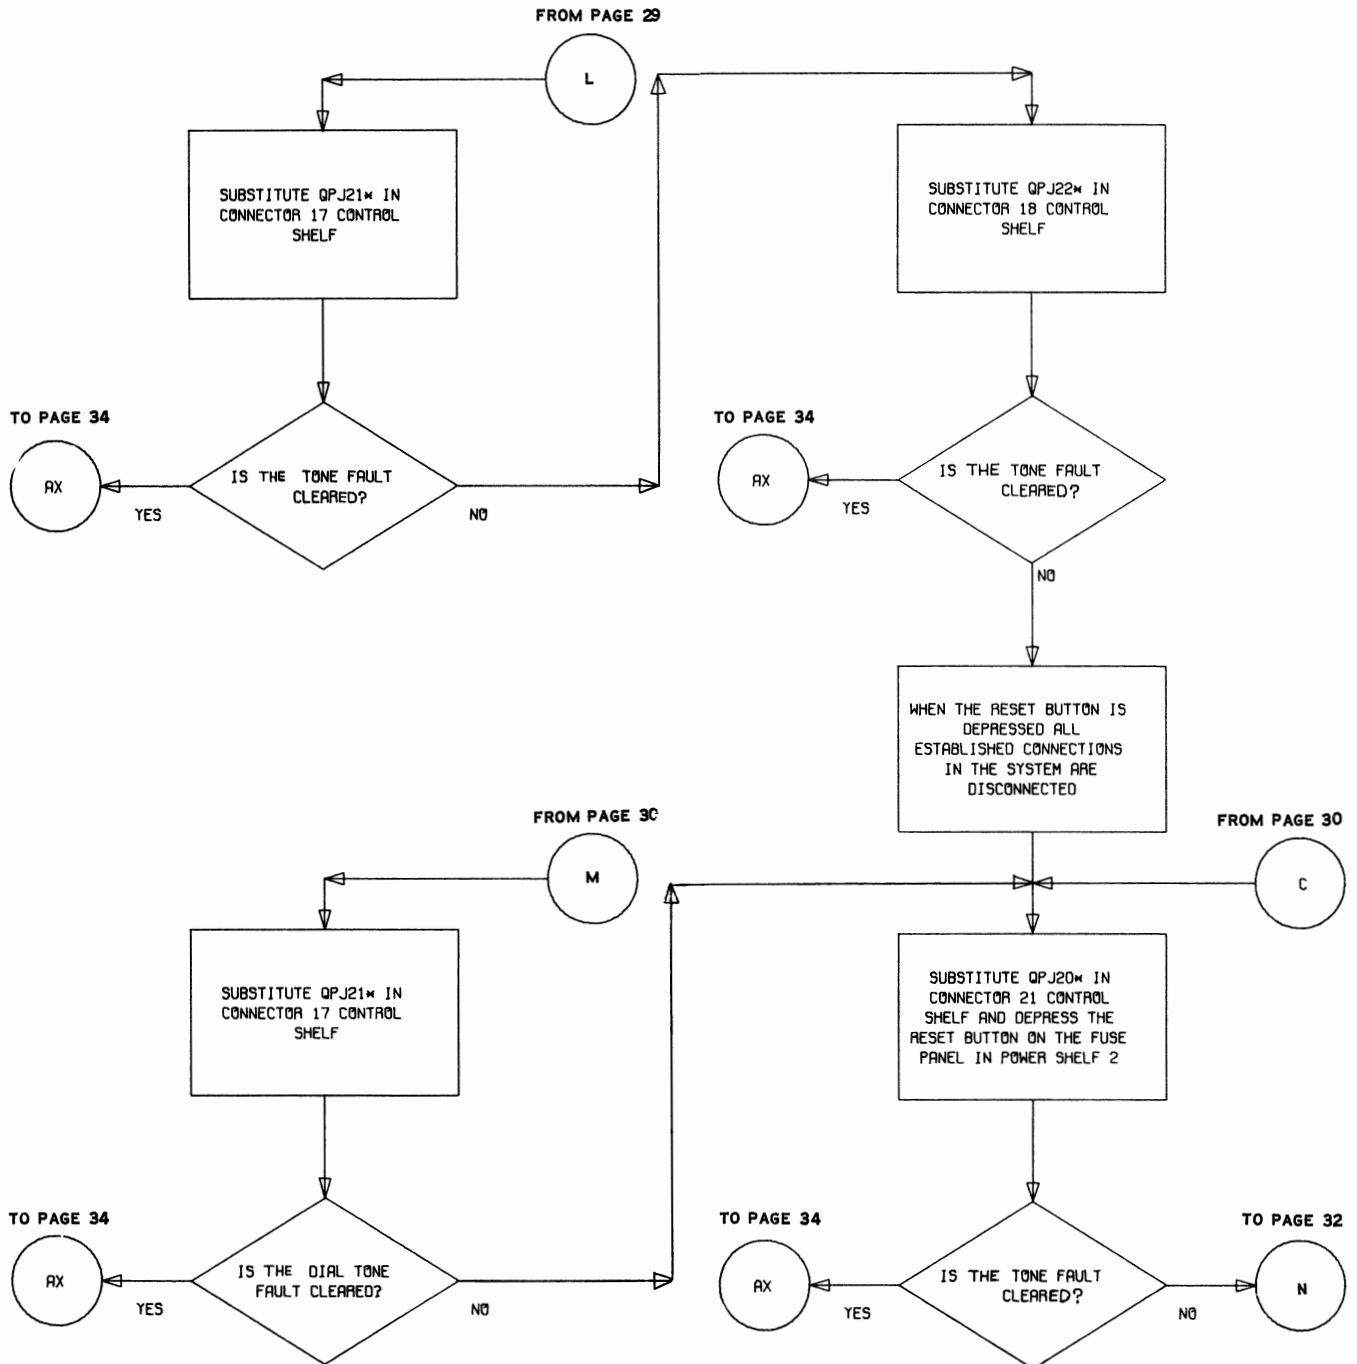 FROM PAGE 29
L
SUBSTITUTE QPJ21* IN
CONNECTOR 17 CONTROL
SHELF
SUBSTITUTE QPJ22* IN
CONNECTOR 18 CONTROL
SHELF
TO PAGE 34
AX
YES
IS THE TONE FAULT
CLEARED?
NO
TO PAGE 34
AX
YES
IS THE TONE FAULT
CLEARED?
NO
WHEN THE RESET BUTTON IS
DEPRESSED ALL
ESTABLISHED CONNECTIONS
IN THE SYSTEM ARE
DISCONNECTED
FROM PAGE 30
M
FROM PAGE 30
C
SUBSTITUTE QPJ21* IN
CONNECTOR 17 CONTROL
SHELF
SUBSTITUTE QPJ20* IN
CONNECTOR 21 CONTROL
SHELF AND DEPRESS THE
RESET BUTTON ON THE FUSE
PANEL IN POWER SHELF 2
TO PAGE 34
AX
YES
IS THE DIAL TONE
FAULT CLEARED?
NO
TO PAGE 34
AX
YES
IS THE TONE FAULT
CLEARED?
NO
TO PAGE 32
N